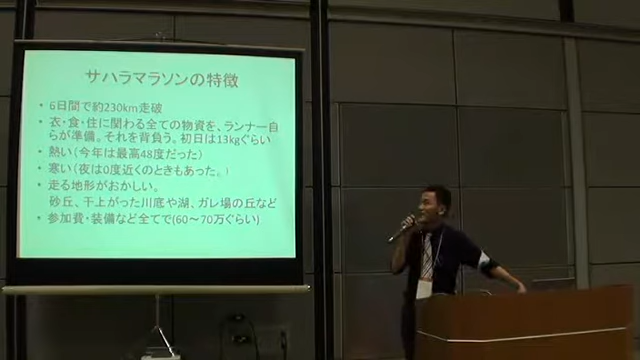 サハラマラソンの特徴
• 6日間で約230km走破
• 衣・食・住に関わる全ての物資を、ランナー自
らが準備。それを背負う。初日は13kgぐらい
• 熱い(今年は最高48度だった)
• 寒い(夜は0度近くのときもあった。)
• 走る地形がおかしい。
砂丘、干上がった川底や湖、ガレ場の丘など
• 参加費・装備など全てで(60～70万ぐらい)